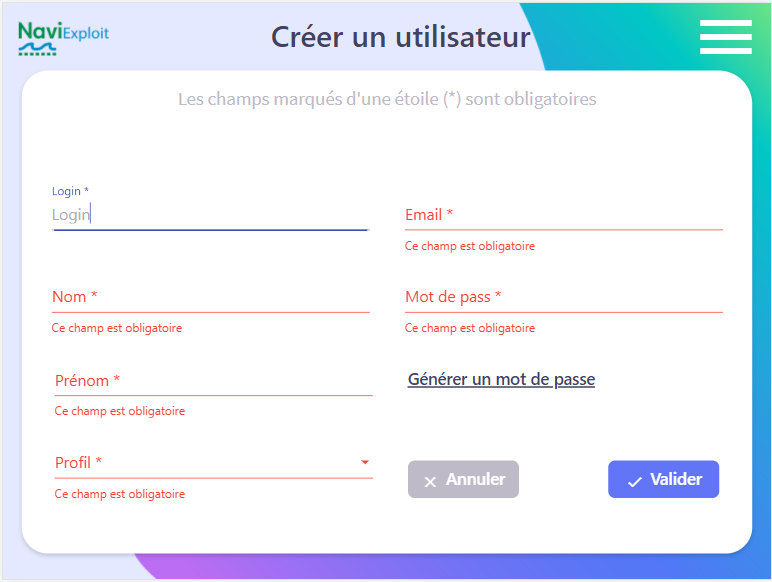 NaviExploit
Créer un utilisateur
Les champs marqués d'une étoile (*) sont obligatoires
Login *
Login
Email *
Ce champ est obligatoire
Nom *
Mot de pass *
Ce champ est obligatoire
Ce champ est obligatoire
Prénom *
Générer un mot de passe
Ce champ est obligatoire
Profil *
Annuler
Valider
Ce champ est obligatoire